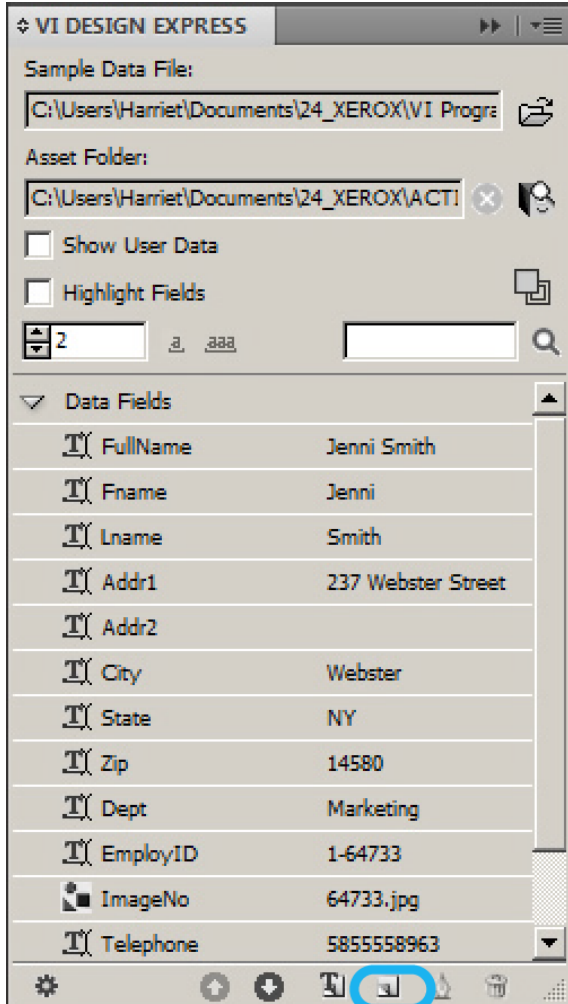 VI DESIGN EXPRESS
Sample Data File:
C:\Users\Harriet\Documents\24_XEROX\VI Progra
Asset Folder:
C:\Users\Harriet\Documents\24_XEROX\ACTI
Show User Data
Highlight Fields
2 a aaa
Data Fields
FullName Jenni Smith
Fname Jenni
Lname Smith
Addr1 237 Webster Street
Addr2
City Webster
State NY
Zip 14580
Dept Marketing
EmployID 1-64733
ImageNo 64733.jpg
Telephone 5855558963